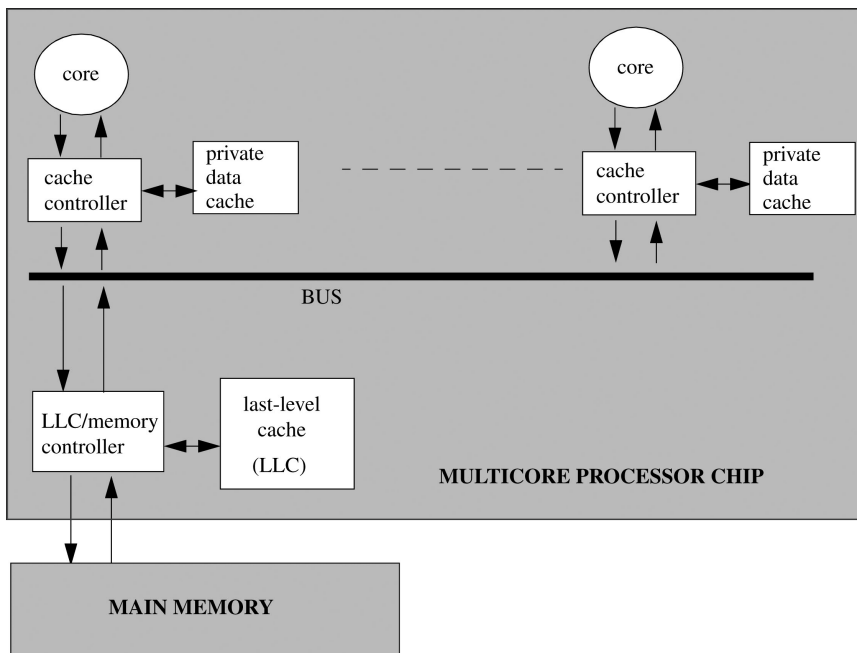 core
core
cache
controller
private
data
cache
cache
controller
private
data
cache
BUS
LLC/memory
controller
last-level
cache
(LLC)
MULTICORE PROCESSOR CHIP
MAIN MEMORY